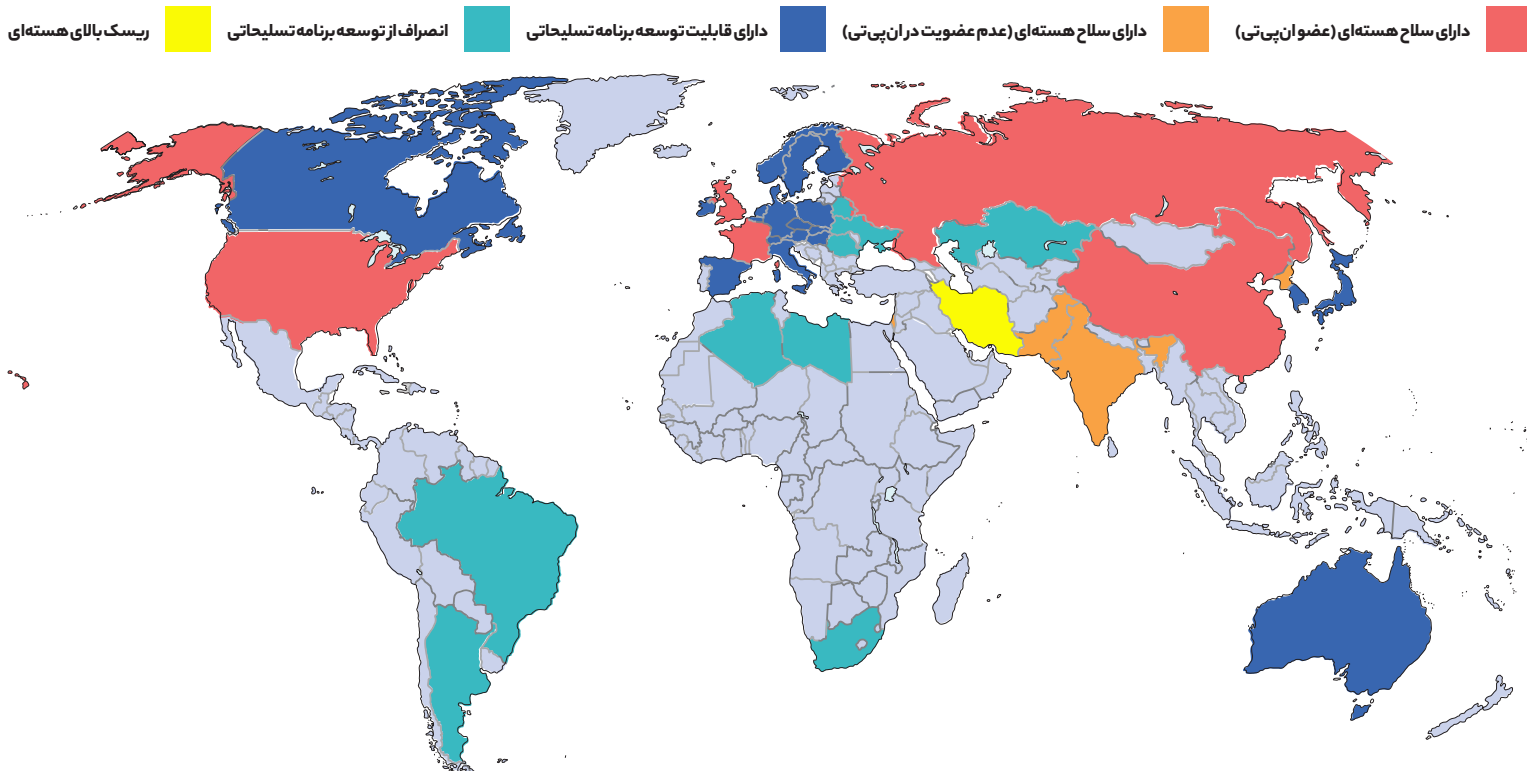 دارای سلاح هسته‌ای (عضو ان‌پی‌تی)
دارای سلاح هسته‌ای (عدم عضویت در ان‌پی‌تی)
دارای قابلیت توسعه برنامه تسلیحاتی
انصراف از توسعه برنامه تسلیحاتی
ریسک بالای هسته‌ای